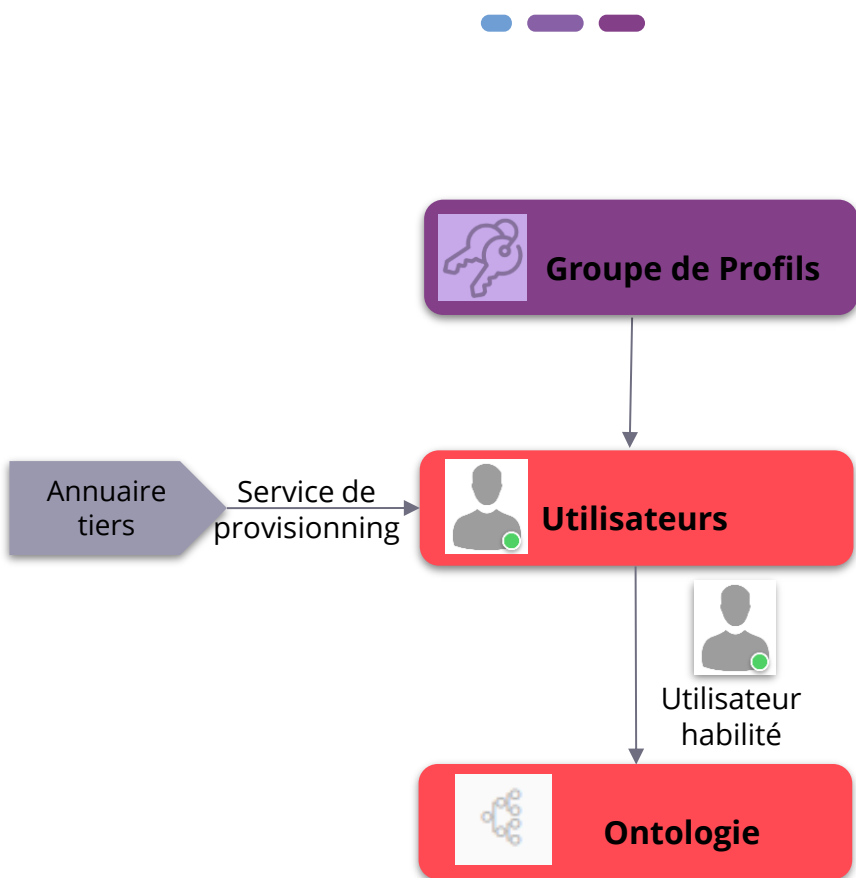 Groupe de Profils
Annuaire
tiers
Service de
provisionning
Utilisateurs
Utilisateur
habilité
Ontologie